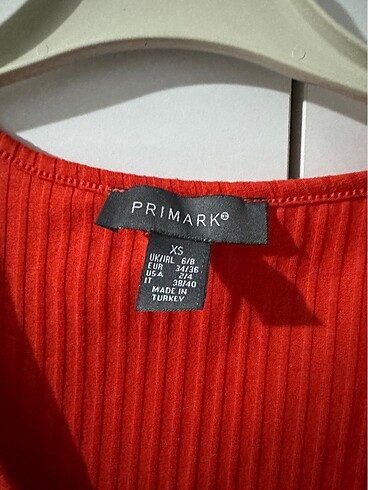 PRIMARK®
XS
UK/IRL 6/8
EUR 34/36
USA 2/4
IT 38/40
MADE IN
TURKEY